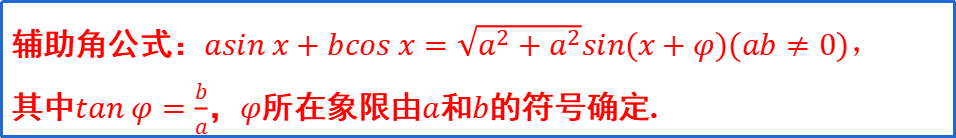 辅助角公式：asin x + bcos x = √(a² + a²)sin(x + φ)(ab ≠ 0)，
其中tan φ = b/a，φ所在象限由a和b的符号确定.